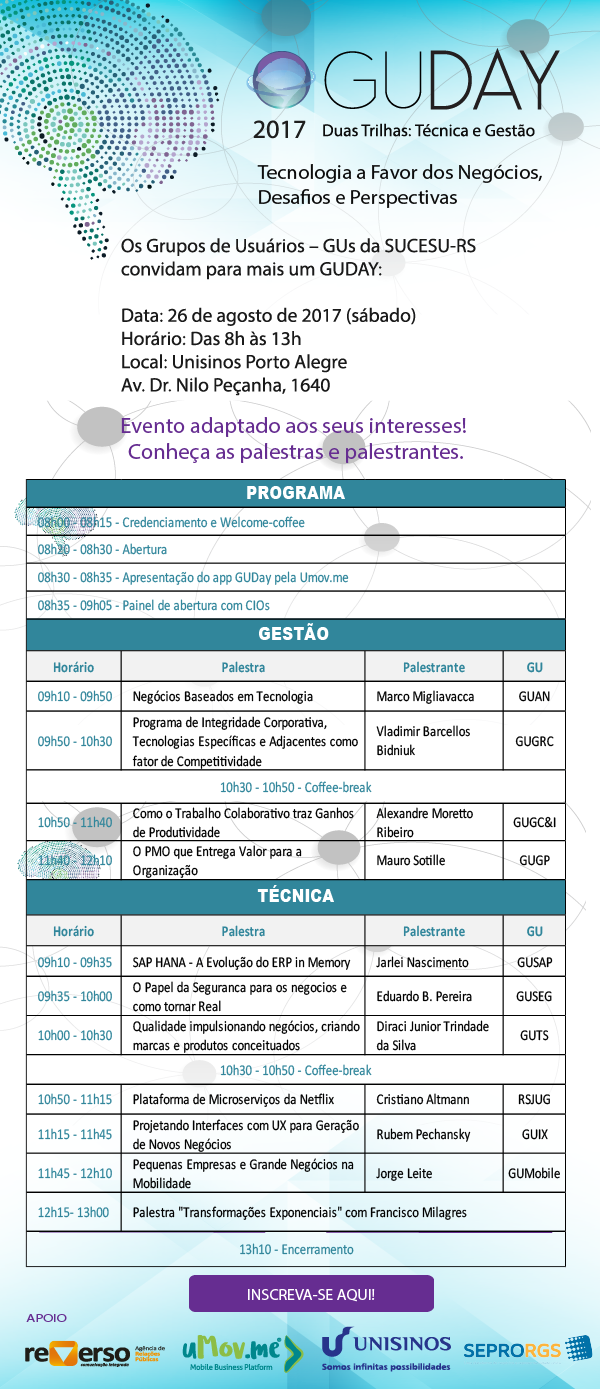 GUDAY
2017 Duas Trilhas: Técnica e Gestão
Tecnologia a Favor dos Negócios,
Desafios e Perspectivas
Os Grupos de Usuários – GUs da SUCESU-RS
convidam para mais um GUDAY:
Data: 26 de agosto de 2017 (sábado)
Horário: Das 8h às 13h
Local: Unisinos Porto Alegre
Av. Dr. Nilo Peçanha, 1640
Evento adaptado aos seus interesses!
Conheça as palestras e palestrantes.
PROGRAMA
08h00 - 08h15 - Credenciamento e Welcome-coffee
08h20 - 08h30 - Abertura
08h30 - 08h35 - Apresentação do app GUDay pela Umov.me
08h35 - 09h05 - Painel de abertura com CIOs
GESTÃO
Horário Palestra Palestrante GU
09h10 - 09h50 Negócios Baseados em Tecnologia Marco Migliavacca GUAN
09h50 - 10h30 Programa de Integridade Corporativa,
Tecnologias Específicas e Adjacentes como
fator de Competitividade Vladimir Barcellos
Bidniuk GUGRC
10h30 - 10h50 - Coffee-break
10h50 - 11h40 Como o Trabalho Colaborativo traz Ganhos
de Produtividade Alexandre Moretto
Ribeiro GUGC&I
11h40 - 12h10 O PMO que Entrega Valor para a
Organização Mauro Sotille GUGP
TÉCNICA
Horário Palestra Palestrante GU
09h10 - 09h35 SAP HANA - A Evolução do ERP in Memory Jarlei Nascimento GUSAP
09h35 - 10h00 O Papel da Seguranca para os negocios e
como tornar Real Eduardo B. Pereira GUSEG
10h00 - 10h30 Qualidade impulsionando negócios, criando
marcas e produtos conceituados Diraci Junior Trindade
da Silva GUTS
10h30 - 10h50 - Coffee-break
10h50 - 11h15 Plataforma de Microserviços da Netflix Cristiano Altmann RSJUG
11h15 - 11h45 Projetando Interfaces com UX para Geração
de Novos Negócios Rubem Pechansky GUIX
11h45 - 12h10 Pequenas Empresas e Grande Negócios na
Mobilidade Jorge Leite GUMobile
12h15- 13h00 Palestra "Transformações Exponenciais" com Francisco Milagres
13h10 - Encerramento
INSCREVA-SE AQUI!
APOIO
reverso
comunicação integrada
Agência de
Relações
Públicas
uMov.me
Mobile Business Platform
UNISINOS
Somos infinitas possibilidades
SEPRORGS